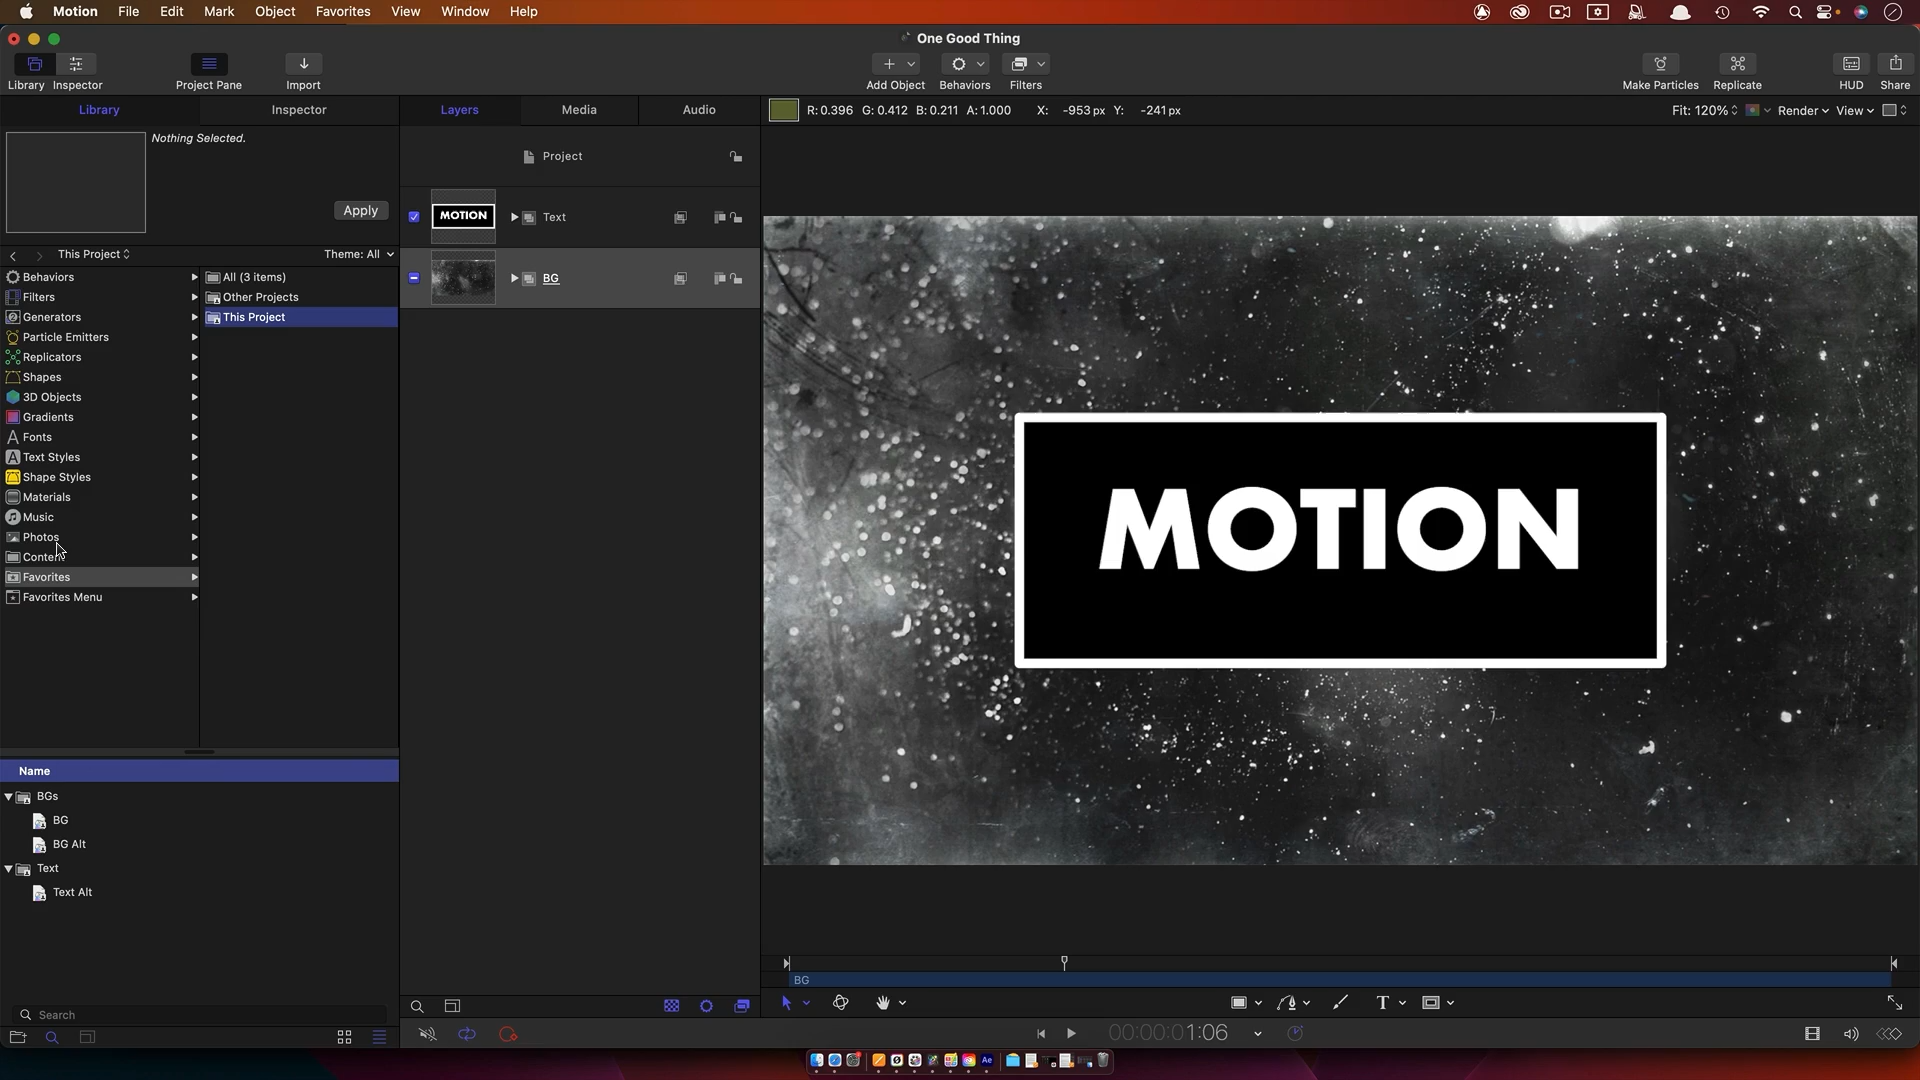 Motion File Edit Mark Object Favorites View Window Help
One Good Thing
Library Inspector Project Pane Import Add Object Behaviors Filters Make Particles Replicate HUD Share
Library Inspector Layers Media Audio R: 0.396 G: 0.412 B: 0.211 A: 1.000 X: -953 px Y: -241 px Fit: 120% Render View
Nothing Selected.
Apply
This Project Theme: All
Behaviors
Filters
Generators
Particle Emitters
Replicators
Shapes
3D Objects
Gradients
Fonts
Text Styles
Shape Styles
Materials
Music
Photos
Content
Favorites
Favorites Menu
All (3 items)
Other Projects
This Project
Name
BGs
BG
BG Alt
Text
Text Alt
Search
Project
MOTION Text
BG
MOTION
BG
T
00:00:01:06
Ae